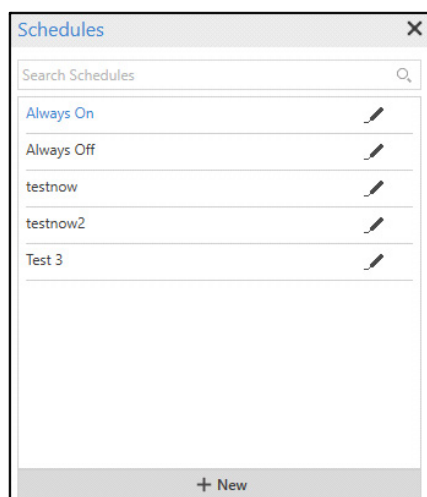 Schedules
Search Schedules
Always On
Always Off
testnow
testnow2
Test 3
+ New